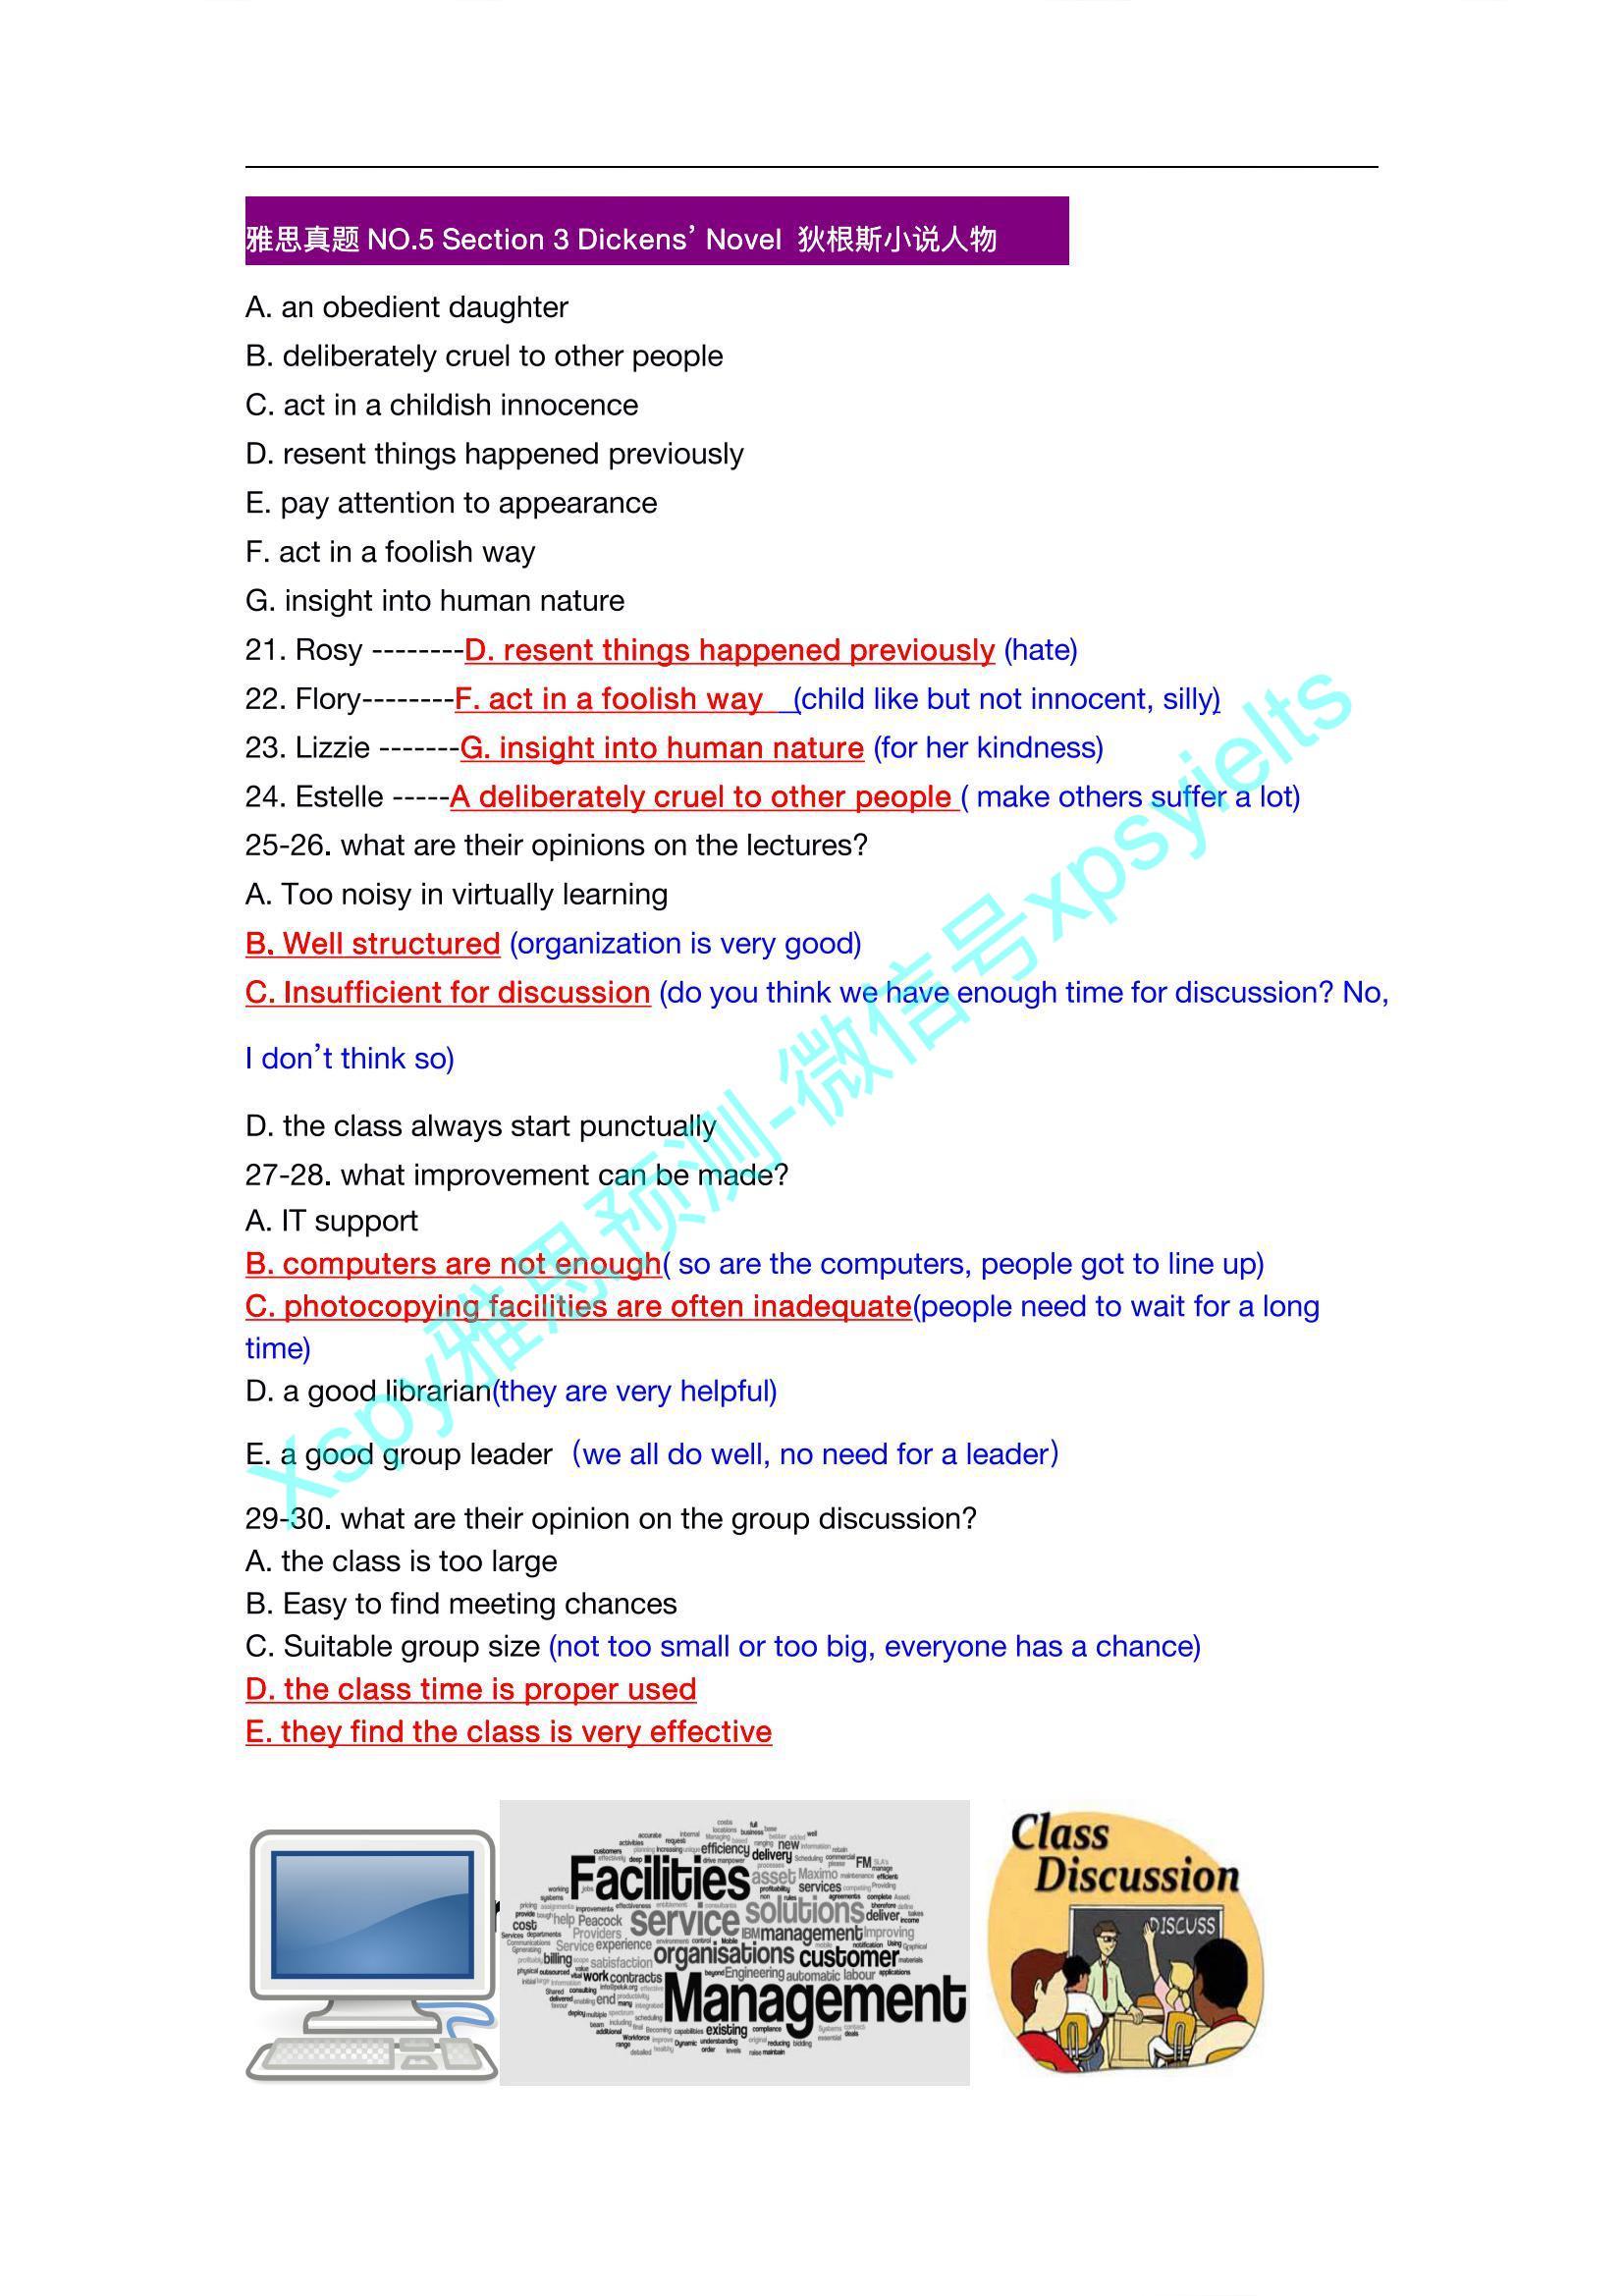 雅思真题 NO.5 Section 3 Dickens’ Novel 狄根斯小说人物
A. an obedient daughter
B. deliberately cruel to other people
C. act in a childish innocence
D. resent things happened previously
E. pay attention to appearance
F. act in a foolish way
G. insight into human nature
21. Rosy --------D. resent things happened previously (hate)
22. Flory--------F. act in a foolish way (child like but not innocent, silly)
23. Lizzie -------G. insight into human nature (for her kindness)
24. Estelle -----A deliberately cruel to other people ( make others suffer a lot)
25-26. what are their opinions on the lectures?
A. Too noisy in virtually learning
B. Well structured (organization is very good)
C. Insufficient for discussion (do you think we have enough time for discussion? No,
I don’t think so)
D. the class always start punctually
27-28. what improvement can be made?
A. IT support
B. computers are not enough( so are the computers, people got to line up)
C. photocopying facilities are often inadequate(people need to wait for a long
time)
D. a good librarian(they are very helpful)
E. a good group leader （we all do well, no need for a leader）
29-30. what are their opinion on the group discussion?
A. the class is too large
B. Easy to find meeting chances
C. Suitable group size (not too small or too big, everyone has a chance)
D. the class time is proper used
E. they find the class is very effective
xspy雅思预测-微信号xpsyielts
efficiency delivery new
Facilities asset Maximo FM
services
service solutions deliver
cost help Peacock
Providers IBM management Improving
Service experience organisations customer
billing satisfaction
work contracts Engineering automatic labour
Management
end existing
Class
Discussion
DISCUSS